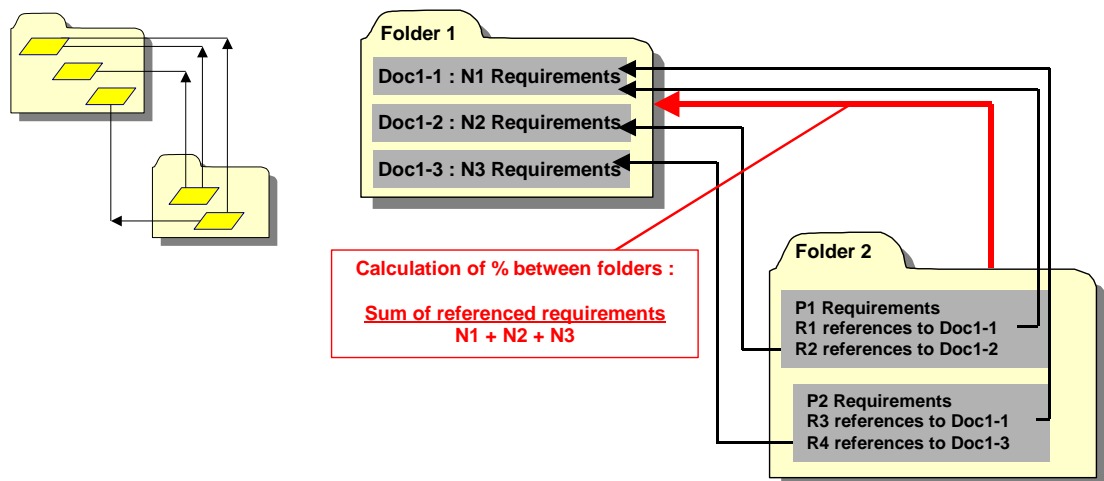 Folder 1
Doc1-1 : N1 Requirements
Doc1-2 : N2 Requirements
Doc1-3 : N3 Requirements
Calculation of % between folders :
Sum of referenced requirements
N1 + N2 + N3
Folder 2
P1 Requirements
R1 references to Doc1-1
R2 references to Doc1-2
P2 Requirements
R3 references to Doc1-1
R4 references to Doc1-3